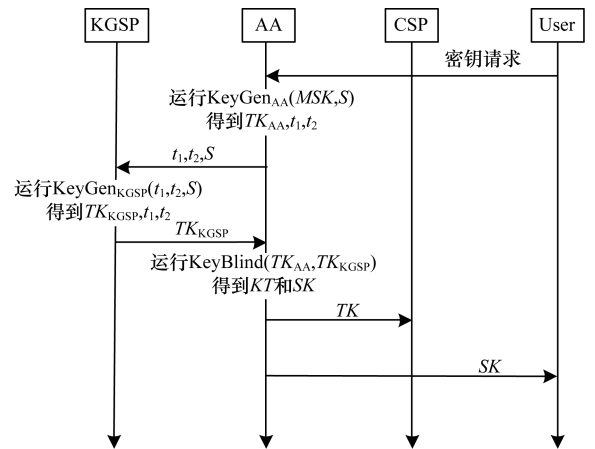 KGSP AA CSP User
密钥请求
运行KeyGenAA(MSK,S)
得到TKAA,t1,t2
t1,t2,S
运行KeyGenKGSP(t1,t2,S)
得到TKKGSP,t1,t2
TKKGSP
运行KeyBlind(TKAA,TKKGSP)
得到KT和SK
TK
SK